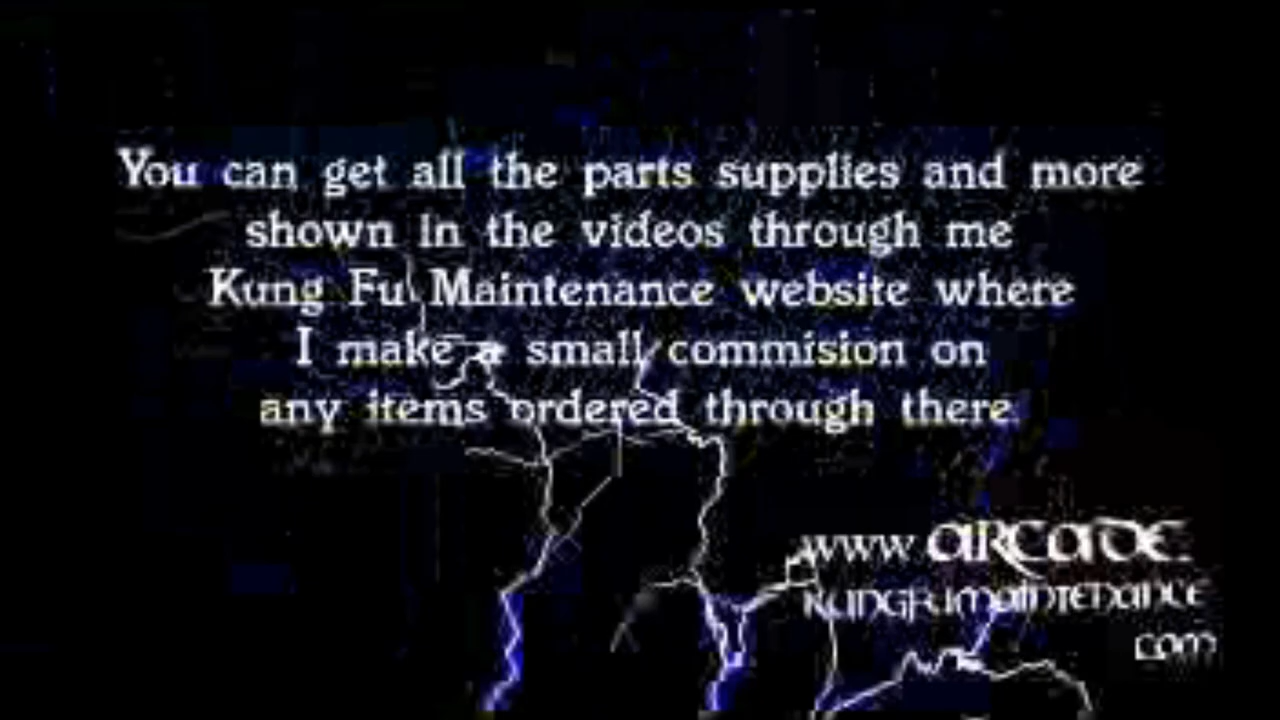 You can get all the parts supplies and more
shown in the videos through me
Kung Fu Maintenance website where
I make a small commision on
any items ordered through there.
www arcade.
kungfumaintenance
com